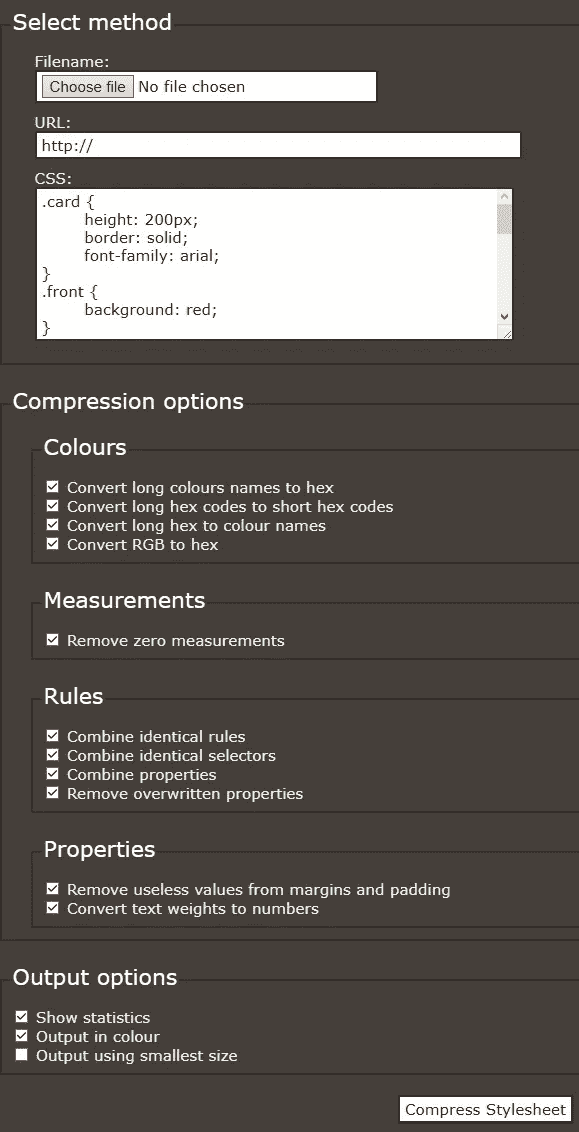 Select method
Filename:
Choose file No file chosen
URL:
http://
CSS:
.card {
height: 200px;
border: solid;
font-family: arial;
}
.front {
background: red;
}
Compression options
Colours
Convert long colours names to hex
Convert long hex codes to short hex codes
Convert long hex to colour names
Convert RGB to hex
Measurements
Remove zero measurements
Rules
Combine identical rules
Combine identical selectors
Combine properties
Remove overwritten properties
Properties
Remove useless values from margins and padding
Convert text weights to numbers
Output options
Show statistics
Output in colour
Output using smallest size
Compress Stylesheet